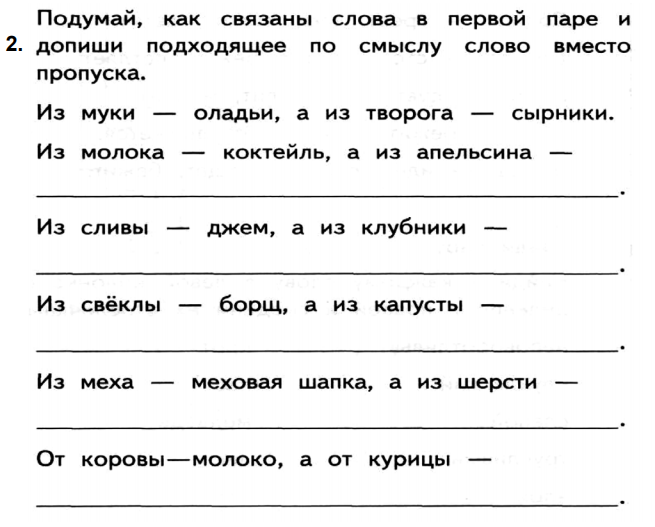 Подумай, как связаны слова в первой паре и
2. допиши подходящее по смыслу слово вместо
пропуска.
Из муки — оладьи, а из творога — сырники.
Из молока — коктейль, а из апельсина —
.
Из сливы — джем, а из клубники —
.
Из свёклы — борщ, а из капусты —
.
Из меха — меховая шапка, а из шерсти —
.
От коровы—молоко, а от курицы —
.